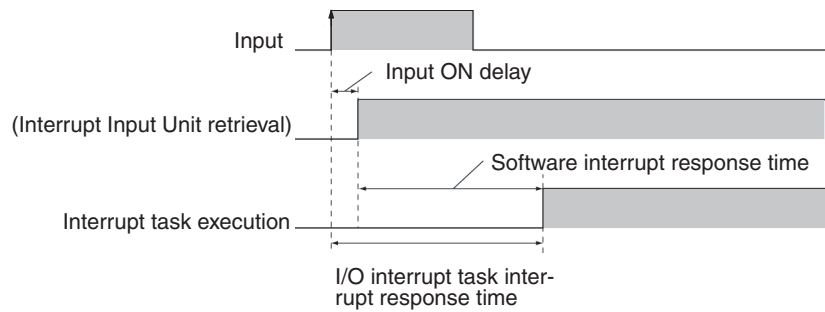 Input
Input ON delay
(Interrupt Input Unit retrieval)
Software interrupt response time
Interrupt task execution
I/O interrupt task inter-
rupt response time